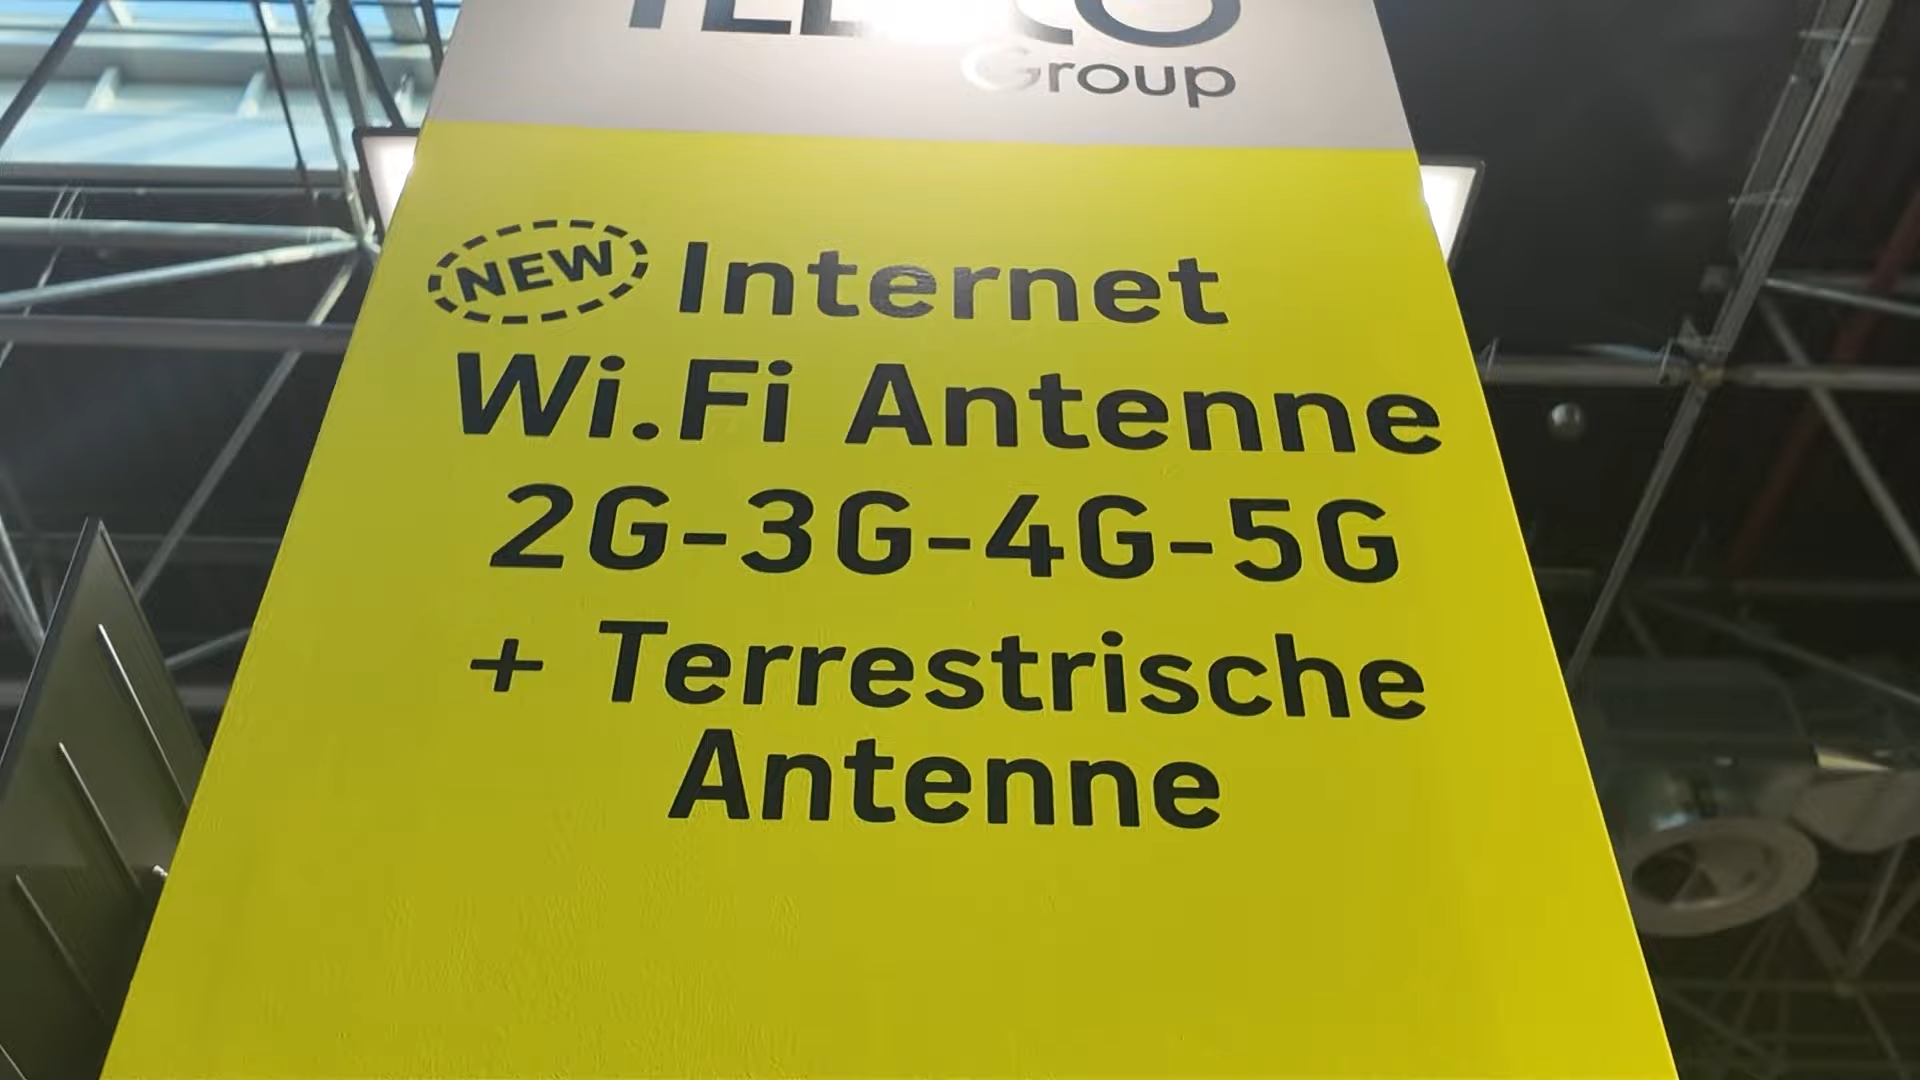 Group
NEW Internet
Wi.Fi Antenne
2G-3G-4G-5G
+ Terrestrische
Antenne